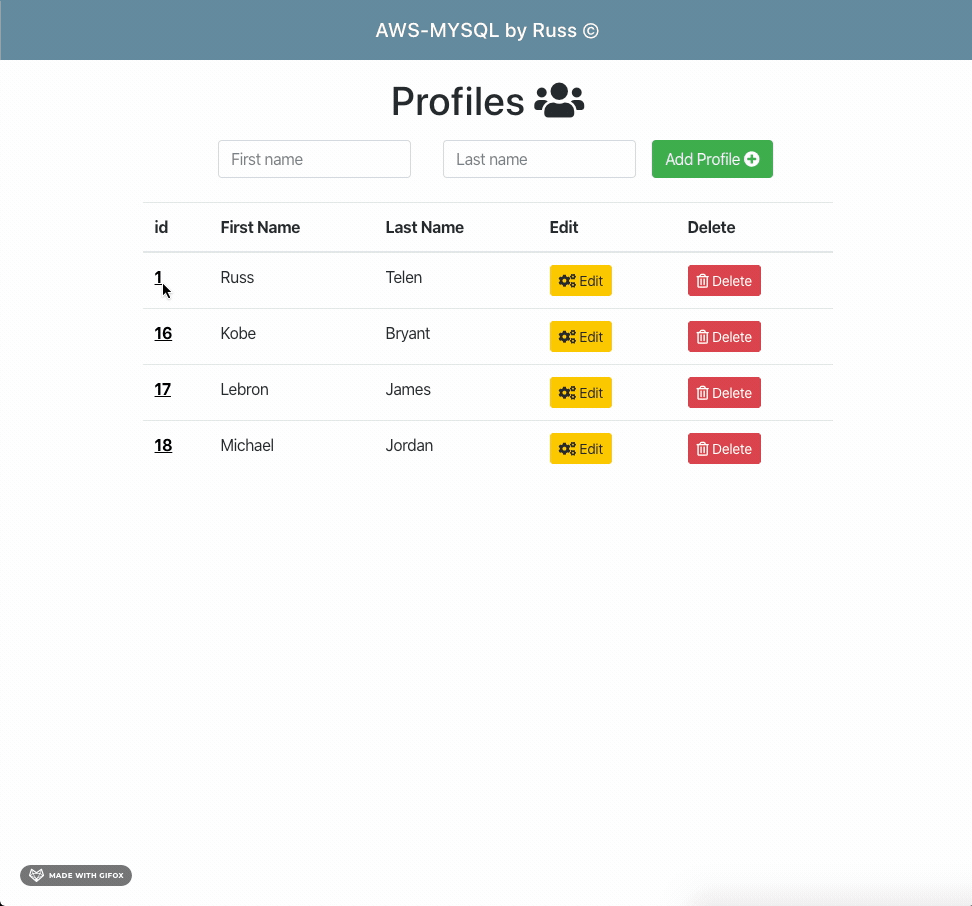 AWS-MYSQL by Russ ©
Profiles
First name Last name Add Profile
id First Name Last Name Edit Delete
1 Russ Telen Edit Delete
16 Kobe Bryant Edit Delete
17 Lebron James Edit Delete
18 Michael Jordan Edit Delete
MADE WITH GIFOX